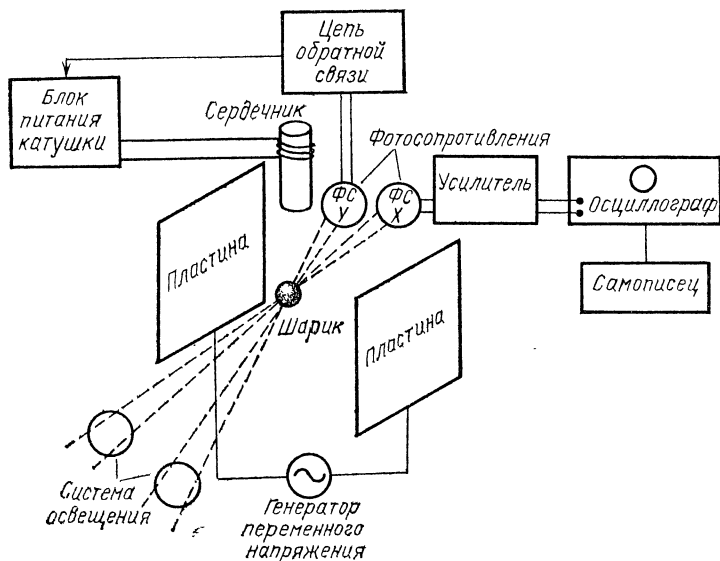 Цепь
обратной
связи
Блок
питания
катушки
Сердечник
Фотосопротивления
ФС
У
ФС
Х
Усилитель
Осциллограф
Самописец
Пластина
Шарик
Пластина
Система
освещения
Генератор
переменного
напряжения